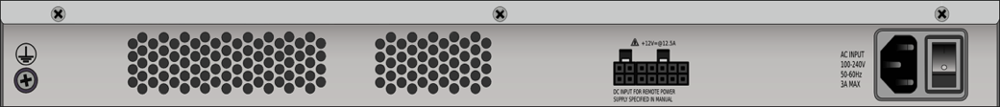 +12V=@12.5A
DC INPUT FOR REMOTE POWER
SUPPLY SPECIFIED IN MANUAL
AC INPUT
100-240V
50-60Hz
3A MAX